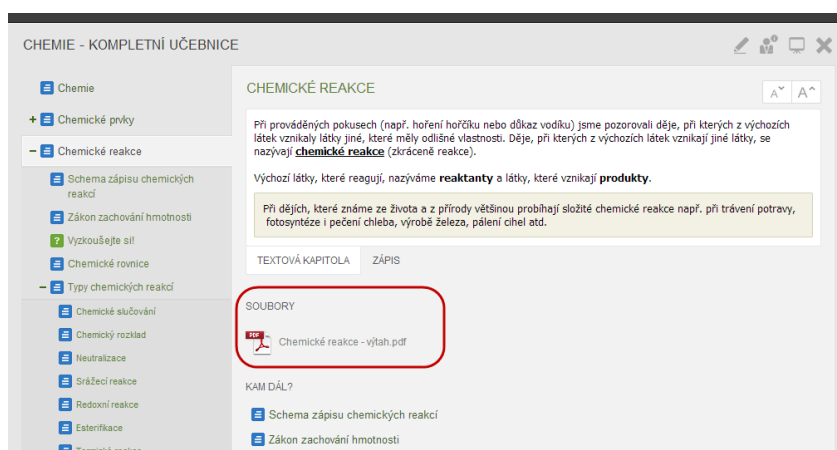 CHEMIE - KOMPLETNÍ UČEBNICE
Chemie
Chemické prvky
Chemické reakce
Schema zápisu chemických
reakcí
Zákon zachování hmotnosti
Vyzkoušejte si!
Chemické rovnice
Typy chemických reakcí
Chemické slučování
Chemický rozklad
Neutralizace
Srážecí reakce
Redoxní reakce
Esterifikace
CHEMICKÉ REAKCE
A A
Při prováděných pokusech (např. hoření hořčíku nebo důkaz vodíku) jsme pozorovali děje, při kterých z výchozích
látek vznikaly látky jiné, které měly odlišné vlastnosti. Děje, při kterých z výchozích látek vznikají jiné látky, se
nazývají chemické reakce (zkráceně reakce).
Výchozí látky, které reagují, nazýváme reaktanty a látky, které vznikají produkty.
Při dějích, které známe ze života a z přírody většinou probíhají složité chemické reakce např. při trávení potravy,
fotosyntéze i pečení chleba, výrobě železa, pálení cihel atd.
TEXTOVÁ KAPITOLA ZÁPIS
SOUBORY
PDF
Chemické reakce - výtah.pdf
KAM DÁL?
Schema zápisu chemických reakcí
Zákon zachování hmotnosti